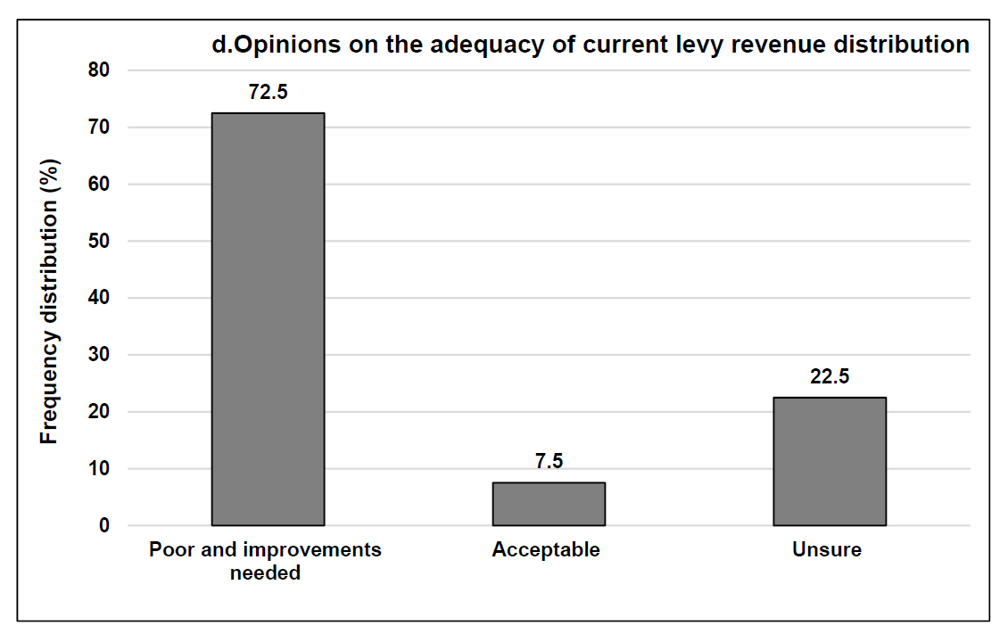 d.Opinions on the adequacy of current levy revenue distribution
Frequency distribution (%)
80
70
60
50
40
30
20
10
0
72.5
7.5
22.5
Poor and improvements
needed
Acceptable
Unsure